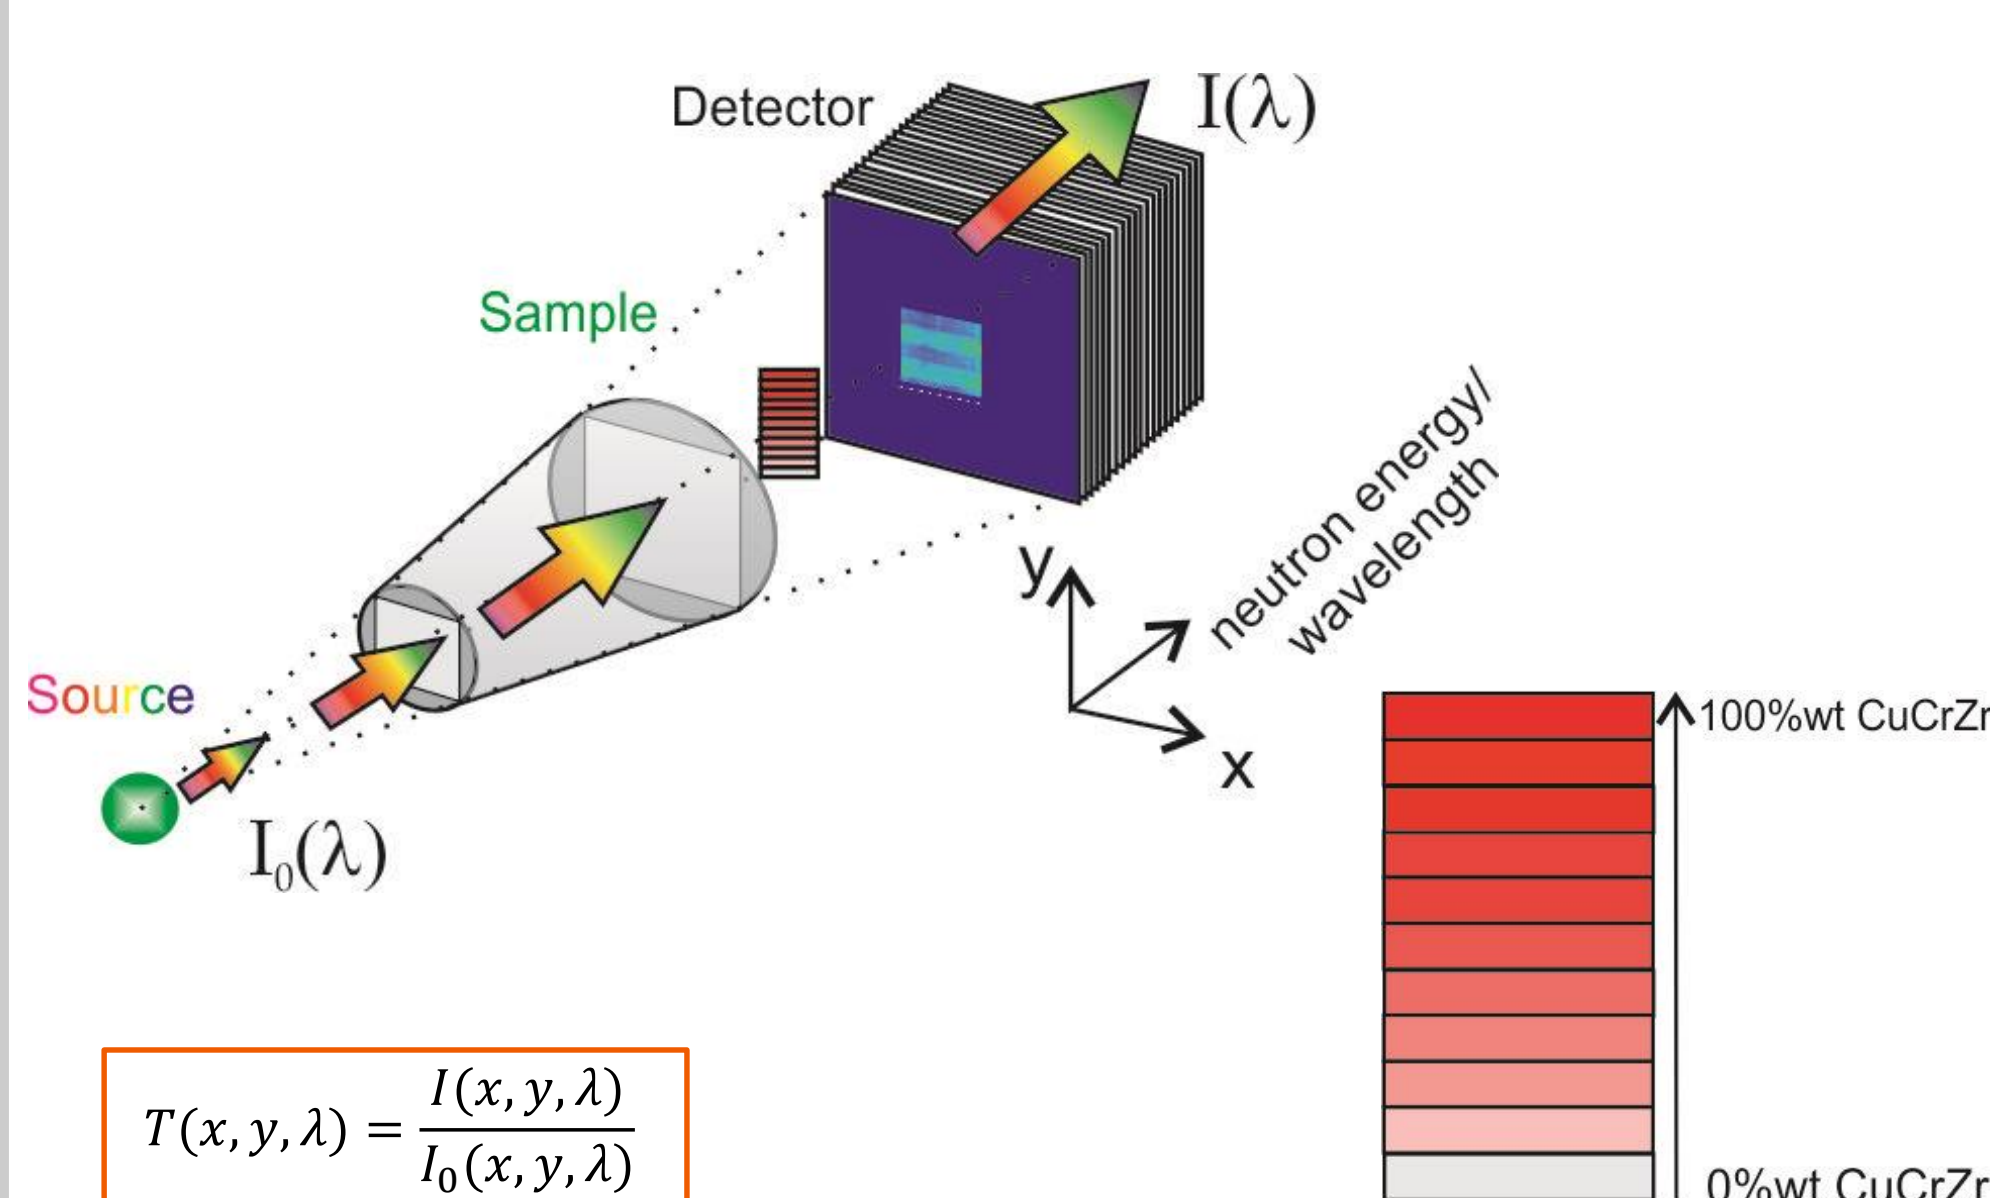 Detector
I(λ)
Sample
neutron energy/
wavelength
y
x
Source
I₀(λ)
100%wt CuCrZr
0%wt CuCrZr
T(x, y, λ) = I(x, y, λ) / I₀(x, y, λ)